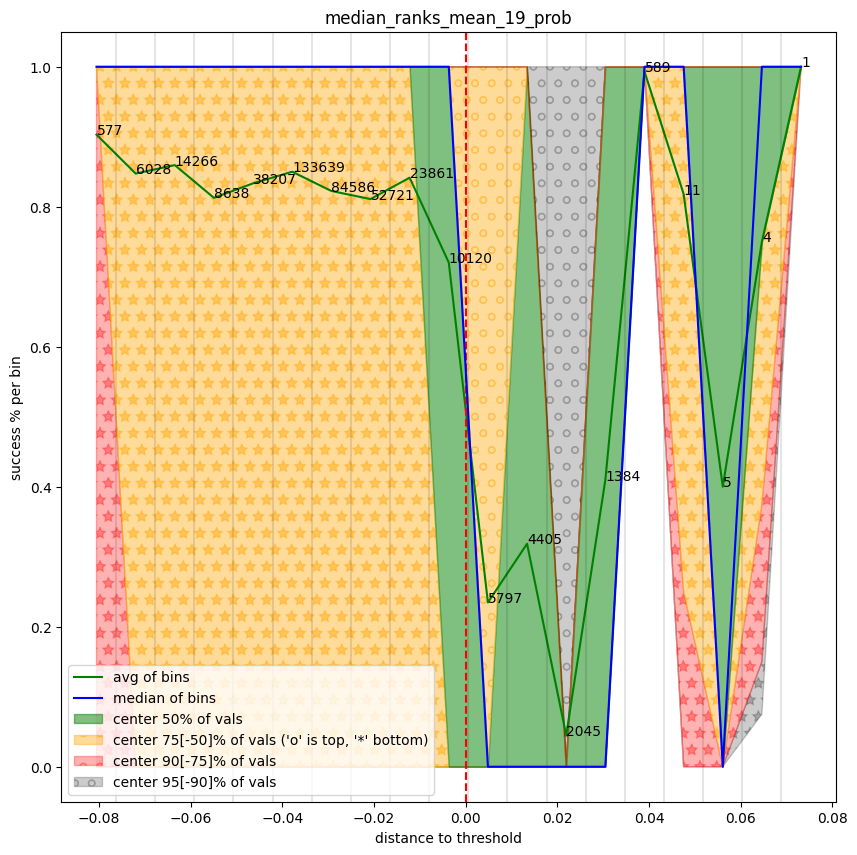 median_ranks_mean_19_prob
success % per bin
1.0
0.8
0.6
0.4
0.2
0.0
577
6028
14266
8638
38207
133639
84586
52721
23861
10120
5797
4405
2045
1384
589
11
5
4
1
avg of bins
median of bins
center 50% of vals
center 75[-50]% of vals ('o' is top, '*' bottom)
center 90[-75]% of vals
center 95[-90]% of vals
−0.08 −0.06 −0.04 −0.02 0.00 0.02 0.04 0.06 0.08
distance to threshold